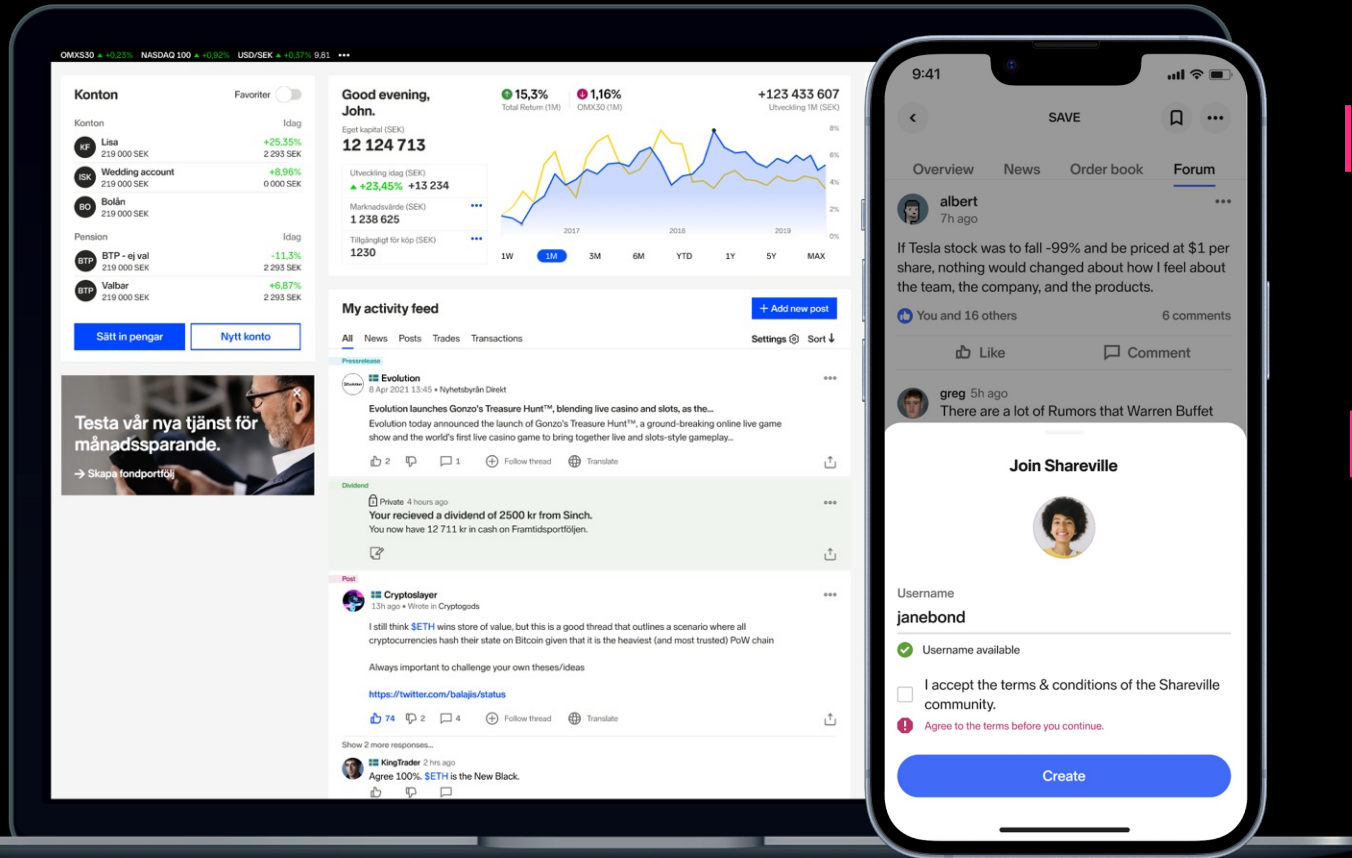 OMXS30 ▲ +0,23% NASDAQ 100 ▲ +0,92% USD/SEK ▲ +0,37% 9,81 •••
Konton
Favoriter
Konton Idag
KF Lisa +25,35%
219 000 SEK 2 293 SEK
ISK Wedding account +8,96%
219 000 SEK 0 000 SEK
BO Bolån
219 000 SEK
Pension Idag
BTP BTP - ej val -11,3%
219 000 SEK 2 293 SEK
BTP Valbar +6,87%
219 000 SEK 2 293 SEK
Sätt in pengar
Nytt konto
Testa vår nya tjänst för
månadssparande.
→ Skapa fondportfölj
Good evening,
John.
Eget kapital (SEK)
12 124 713
Utveckling idag (SEK)
▲ +23,45% +13 234
Marknadsvärde (SEK)
1 238 625
Tillgängligt för köp (SEK)
1230
15,3%
Total Return (1M)
1,16%
OMX30 (1M)
+123 433 607
Utveckling 1M (SEK)
8%
6%
4%
2%
0%
2017 2018 2019
1W 1M 3M 6M YTD 1Y 5Y MAX
My activity feed
+ Add new post
All News Posts Trades Transactions
Settings Sort
Pressrelease
Evolution
8 Apr 2021 13:45 • Nyhetsbyrån Direkt
Evolution launches Gonzo's Treasure Hunt™, blending live casino and slots, as the...
Evolution today announced the launch of Gonzo's Treasure Hunt™, a ground-breaking online live game
show and the world's first live casino game to bring together live and slots-style gameplay...
2 1 Follow thread Translate
Dividend
Private 4 hours ago
Your recieved a dividend of 2500 kr from Sinch.
You now have 12 711 kr in cash on Framtidsportföljen.
Post
Cryptoslayer
13h ago • Wrote in Cryptogods
I still think $ETH wins store of value, but this is a good thread that outlines a scenario where all
cryptocurrencies hash their state on Bitcoin given that it is the heaviest (and most trusted) PoW chain
Always important to challenge your own theses/ideas
https://twitter.com/balajis/status
74 2 4 Follow thread Translate
Show 2 more responses...
KingTrader 2 hrs ago
Agree 100%. $ETH is the New Black.
9:41
SAVE
Overview News Order book Forum
albert
7h ago
If Tesla stock was to fall -99% and be priced at $1 per
share, nothing would changed about how I feel about
the team, the company, and the products.
You and 16 others 6 comments
Like Comment
greg 5h ago
There are a lot of Rumors that Warren Buffet
Join Shareville
Username
janebond
Username available
I accept the terms & conditions of the Shareville
community.
Agree to the terms before you continue.
Create